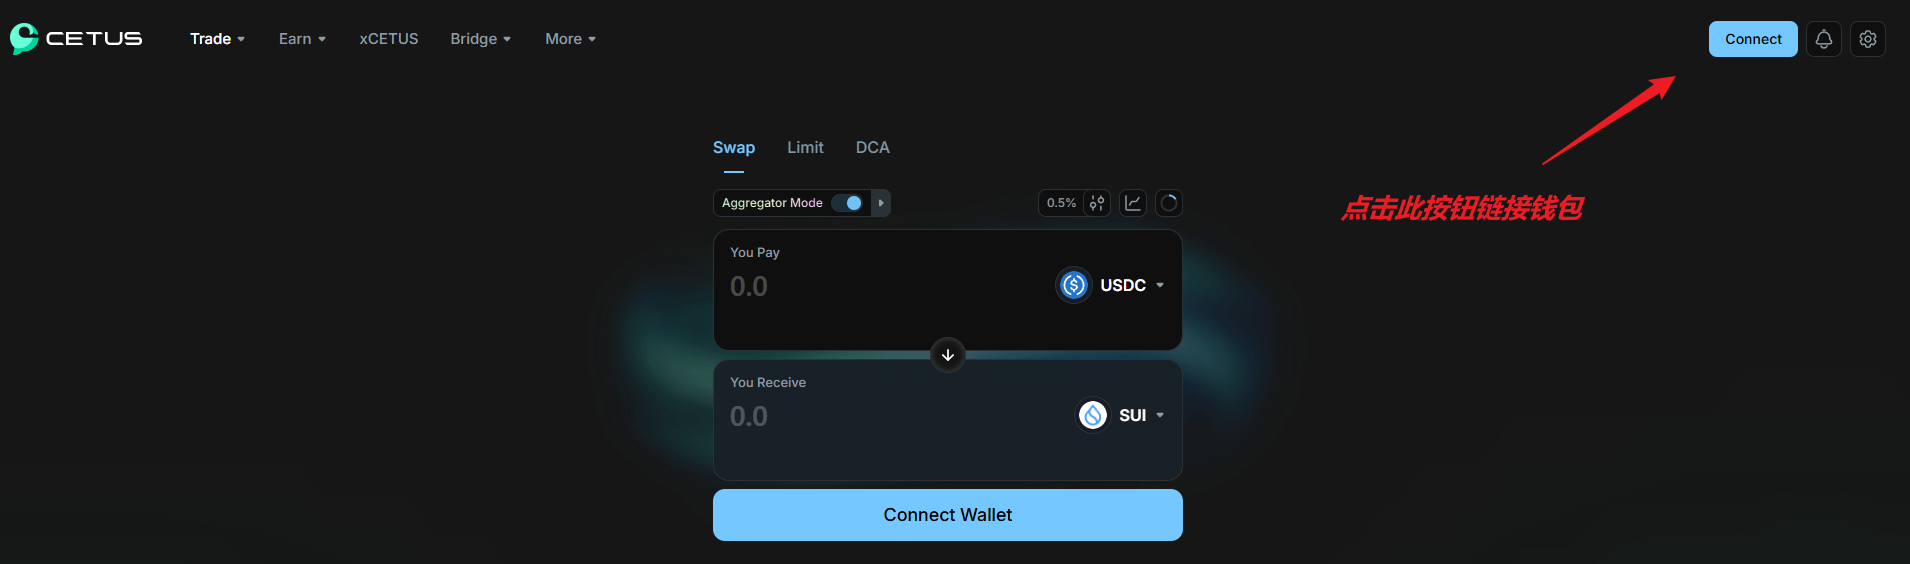 CETUS
Trade Earn xCETUS Bridge More
Connect
Swap Limit DCA
Aggregator Mode
0.5%
点击此按钮链接钱包
You Pay
0.0
USDC
You Receive
0.0
SUI
Connect Wallet